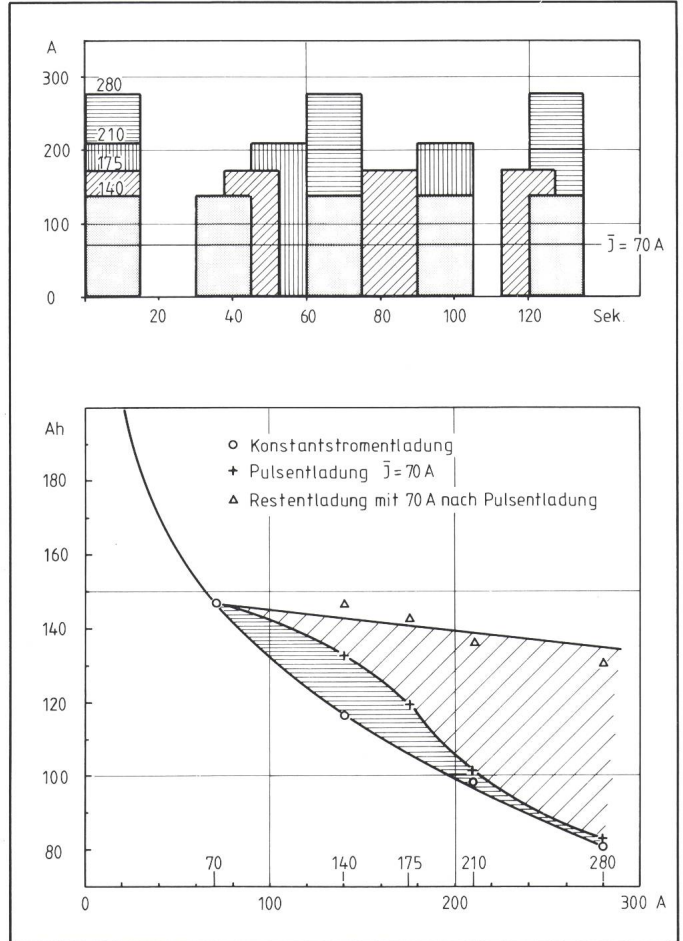 A
300
280
210
200
175
140
100
J̄ = 70 A
0
20 40 60 80 100 120 Sek.
Ah
○ Konstantstromentladung
180
+ Pulsentladung J̄ = 70 A
△ Restentladung mit 70 A nach Pulsentladung
160
140
120
100
80
70 140 175 210 280
0 100 200 300 A